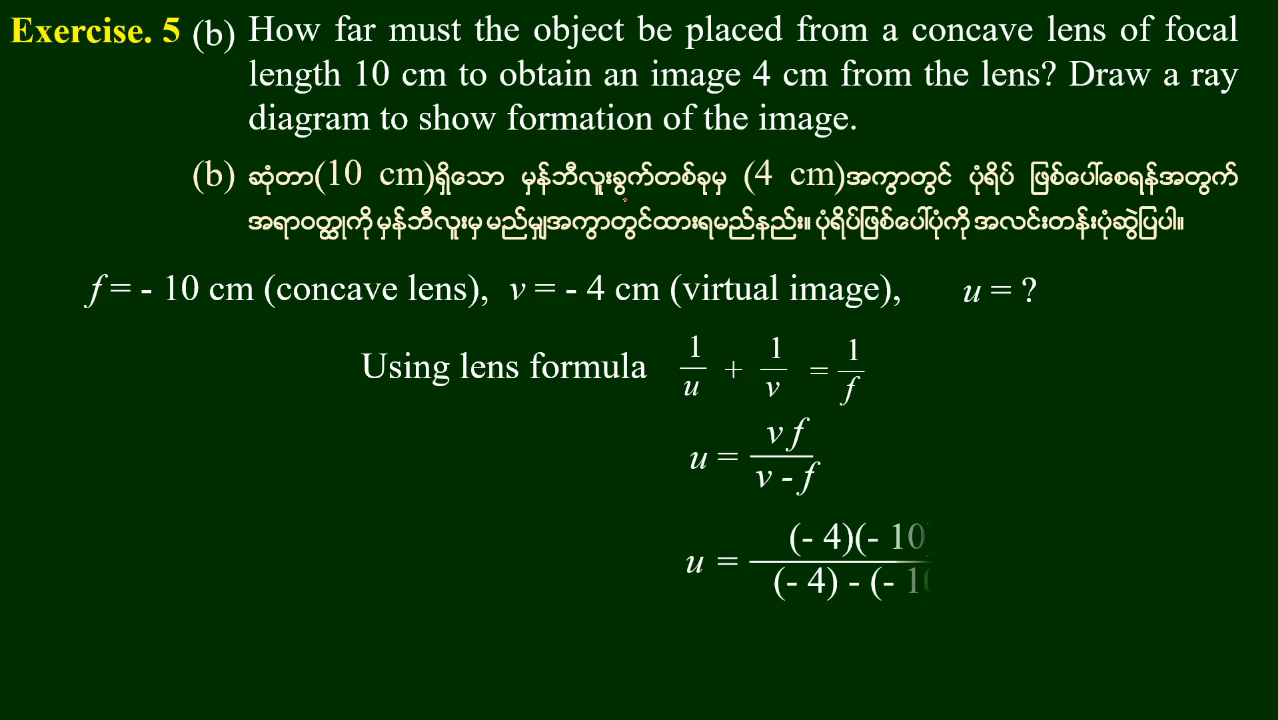 Exercise. 5 (b) How far must the object be placed from a concave lens of focal
length 10 cm to obtain an image 4 cm from the lens? Draw a ray
diagram to show formation of the image.
(b) ဆုံတာ(10 cm)ရှိသော မှန်ဘီလူးခွက်တစ်ခုမှ (4 cm)အကွာတွင် ပုံရိပ် ဖြစ်ပေါ်စေရန်အတွက်
အရာဝတ္ထုကို မှန်ဘီလူးမှ မည်မျှအကွာတွင်ထားရမည်နည်း။ ပုံရိပ်ဖြစ်ပေါ်ပုံကို အလင်းတန်းပုံဆွဲပြပါ။
f = - 10 cm (concave lens), v = - 4 cm (virtual image), u = ?
Using lens formula 1/u + 1/v = 1/f
u = v f / v - f
u = (- 4)(- 10) / (- 4) - (- 10